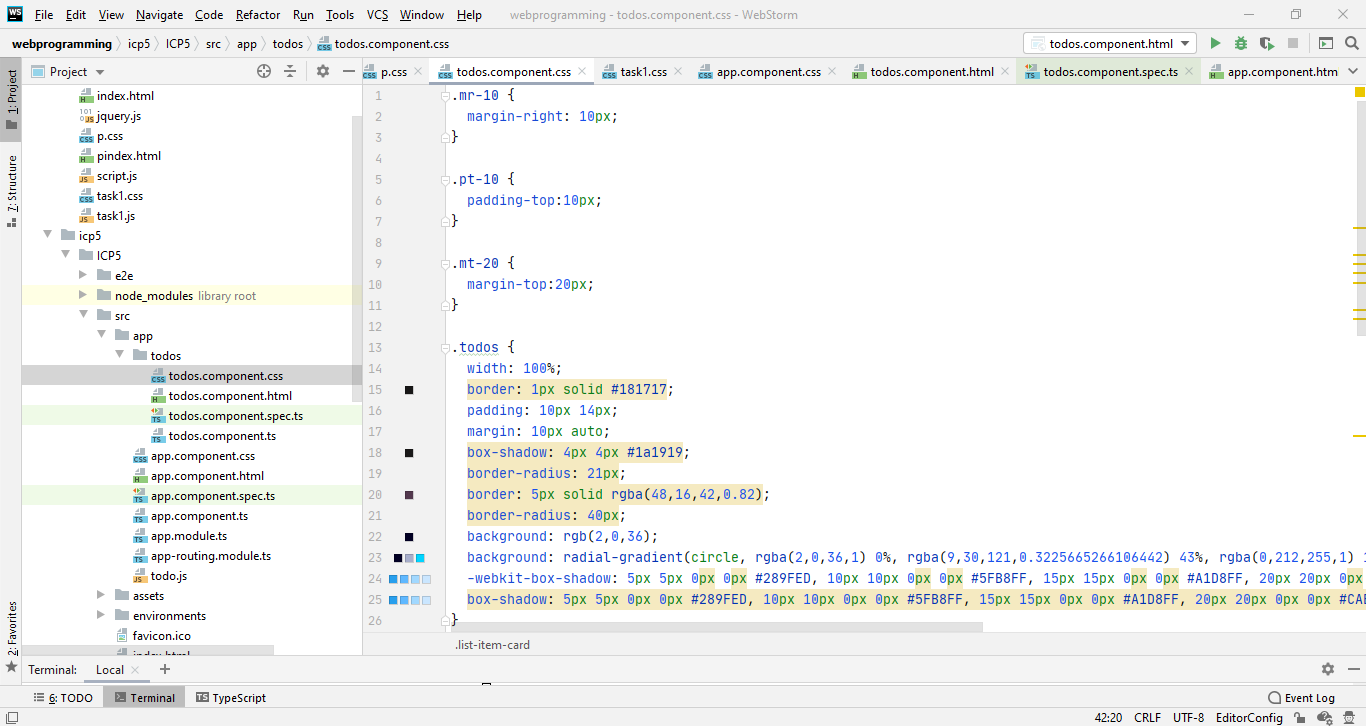 WS File Edit View Navigate Code Refactor Run Tools VCS Window Help webprogramming - todos.component.css - WebStorm
webprogramming icp5 ICP5 src app todos todos.component.css todos.component.html
1: Project
7: Structure
2: Favorites
Project
p.css todos.component.css task1.css app.component.css todos.component.html todos.component.spec.ts app.component.htm
index.html
jquery.js
p.css
pindex.html
script.js
task1.css
task1.js
icp5
ICP5
e2e
node_modules library root
src
app
todos
todos.component.css
todos.component.html
todos.component.spec.ts
todos.component.ts
app.component.css
app.component.html
app.component.spec.ts
app.component.ts
app.module.ts
app-routing.module.ts
todo.js
assets
environments
favicon.ico
index.html
1 .mr-10 {
2 margin-right: 10px;
3 }
4
5 .pt-10 {
6 padding-top:10px;
7 }
8
9 .mt-20 {
10 margin-top:20px;
11 }
12
13 .todos {
14 width: 100%;
15 border: 1px solid #181717;
16 padding: 10px 14px;
17 margin: 10px auto;
18 box-shadow: 4px 4px #1a1919;
19 border-radius: 21px;
20 border: 5px solid rgba(48,16,42,0.82);
21 border-radius: 40px;
22 background: rgb(2,0,36);
23 background: radial-gradient(circle, rgba(2,0,36,1) 0%, rgba(9,30,121,0.3225665266106442) 43%, rgba(0,212,255,1) 1
24 -webkit-box-shadow: 5px 5px 0px 0px #289FED, 10px 10px 0px 0px #5FB8FF, 15px 15px 0px 0px #A1D8FF, 20px 20px 0px
25 box-shadow: 5px 5px 0px 0px #289FED, 10px 10px 0px 0px #5FB8FF, 15px 15px 0px 0px #A1D8FF, 20px 20px 0px 0px #CAE
26 }
.list-item-card
Terminal: Local
6: TODO Terminal TypeScript Event Log
42:20 CRLF UTF-8 EditorConfig